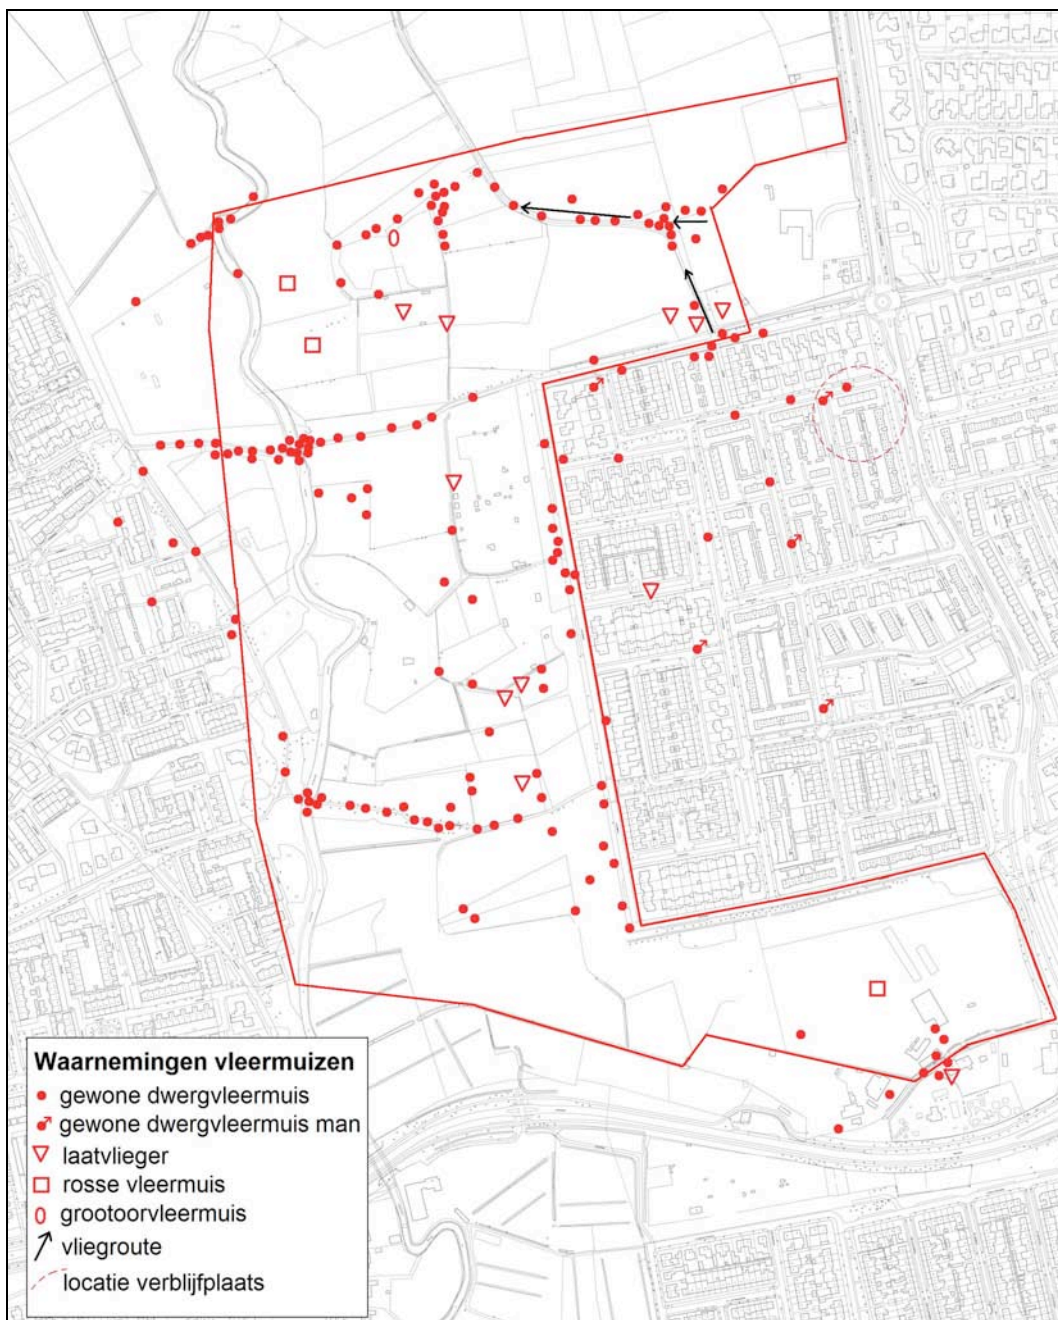 Waarnemingen vleermuizen
gewone dwergvleermuis
gewone dwergvleermuis man
laatvlieger
rosse vleermuis
grootoorvleermuis
vliegroute
locatie verblijfplaats